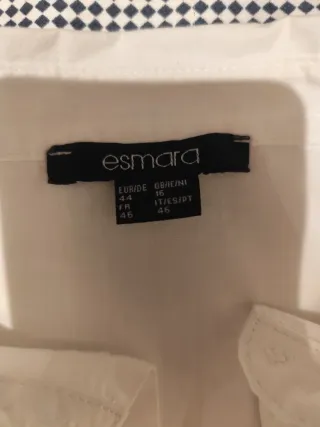 esmara
EUR/DE GB/IE/NI
44 16
FR IT/ES/PT
46 46